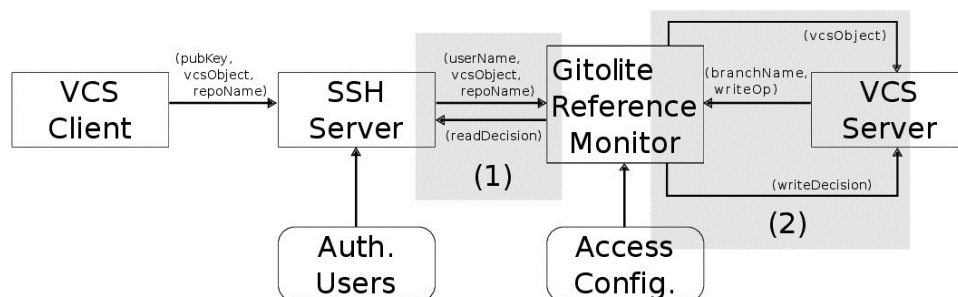 VCS
Client
(pubKey,
vcsObject,
repoName)
SSH
Server
(userName,
vcsObject,
repoName)
(readDecision)
(1)
Gitolite
Reference
Monitor
(vcsObject)
(branchName,
writeOp)
(writeDecision)
(2)
VCS
Server
Auth.
Users
Access
Config.